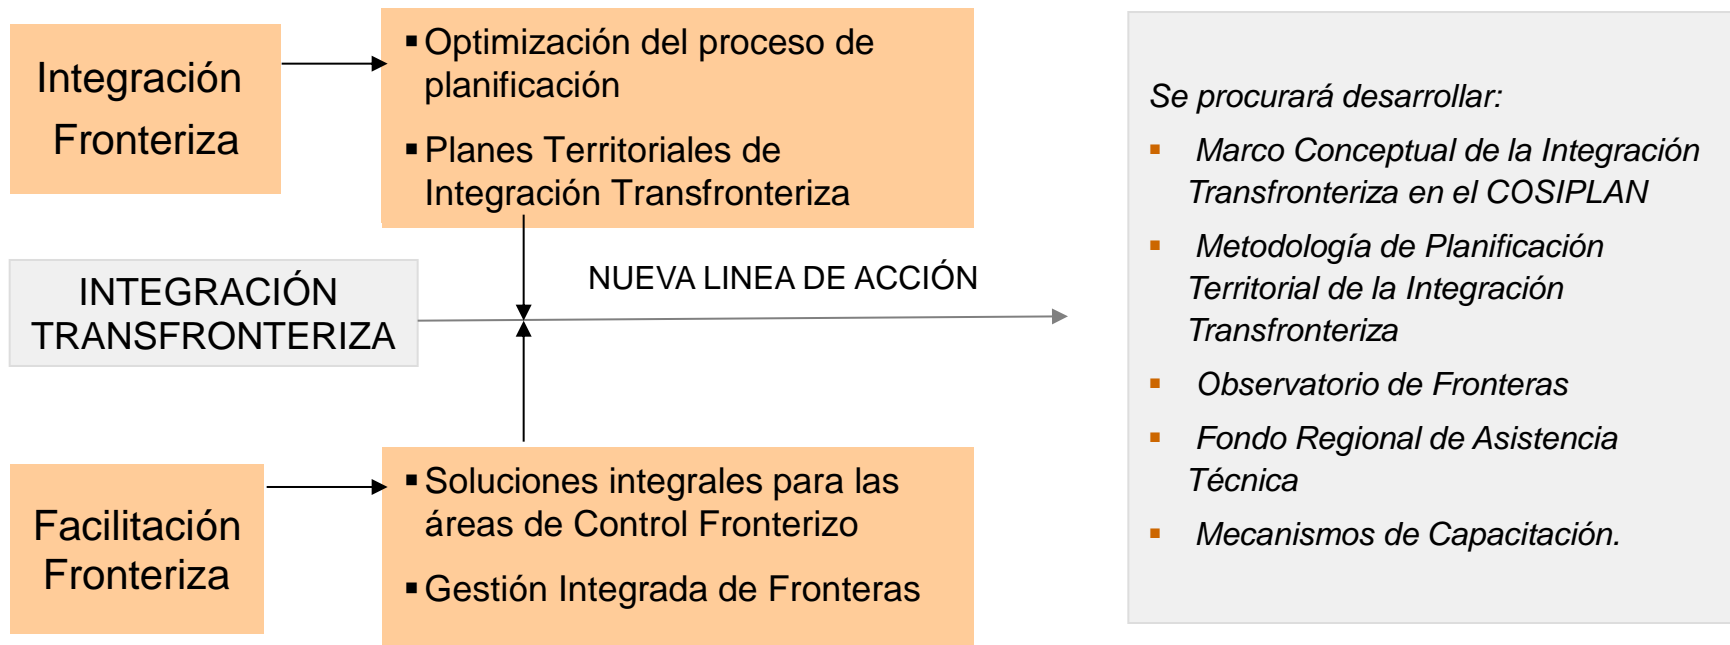 Integración
Fronteriza
▪ Optimización del proceso de
planificación
▪ Planes Territoriales de
Integración Transfronteriza
INTEGRACIÓN
TRANSFRONTERIZA
NUEVA LINEA DE ACCIÓN
Facilitación
Fronteriza
▪ Soluciones integrales para las
áreas de Control Fronterizo
▪ Gestión Integrada de Fronteras
Se procurará desarrollar:
▪ Marco Conceptual de la Integración
Transfronteriza en el COSIPLAN
▪ Metodología de Planificación
Territorial de la Integración
Transfronteriza
▪ Observatorio de Fronteras
▪ Fondo Regional de Asistencia
Técnica
▪ Mecanismos de Capacitación.